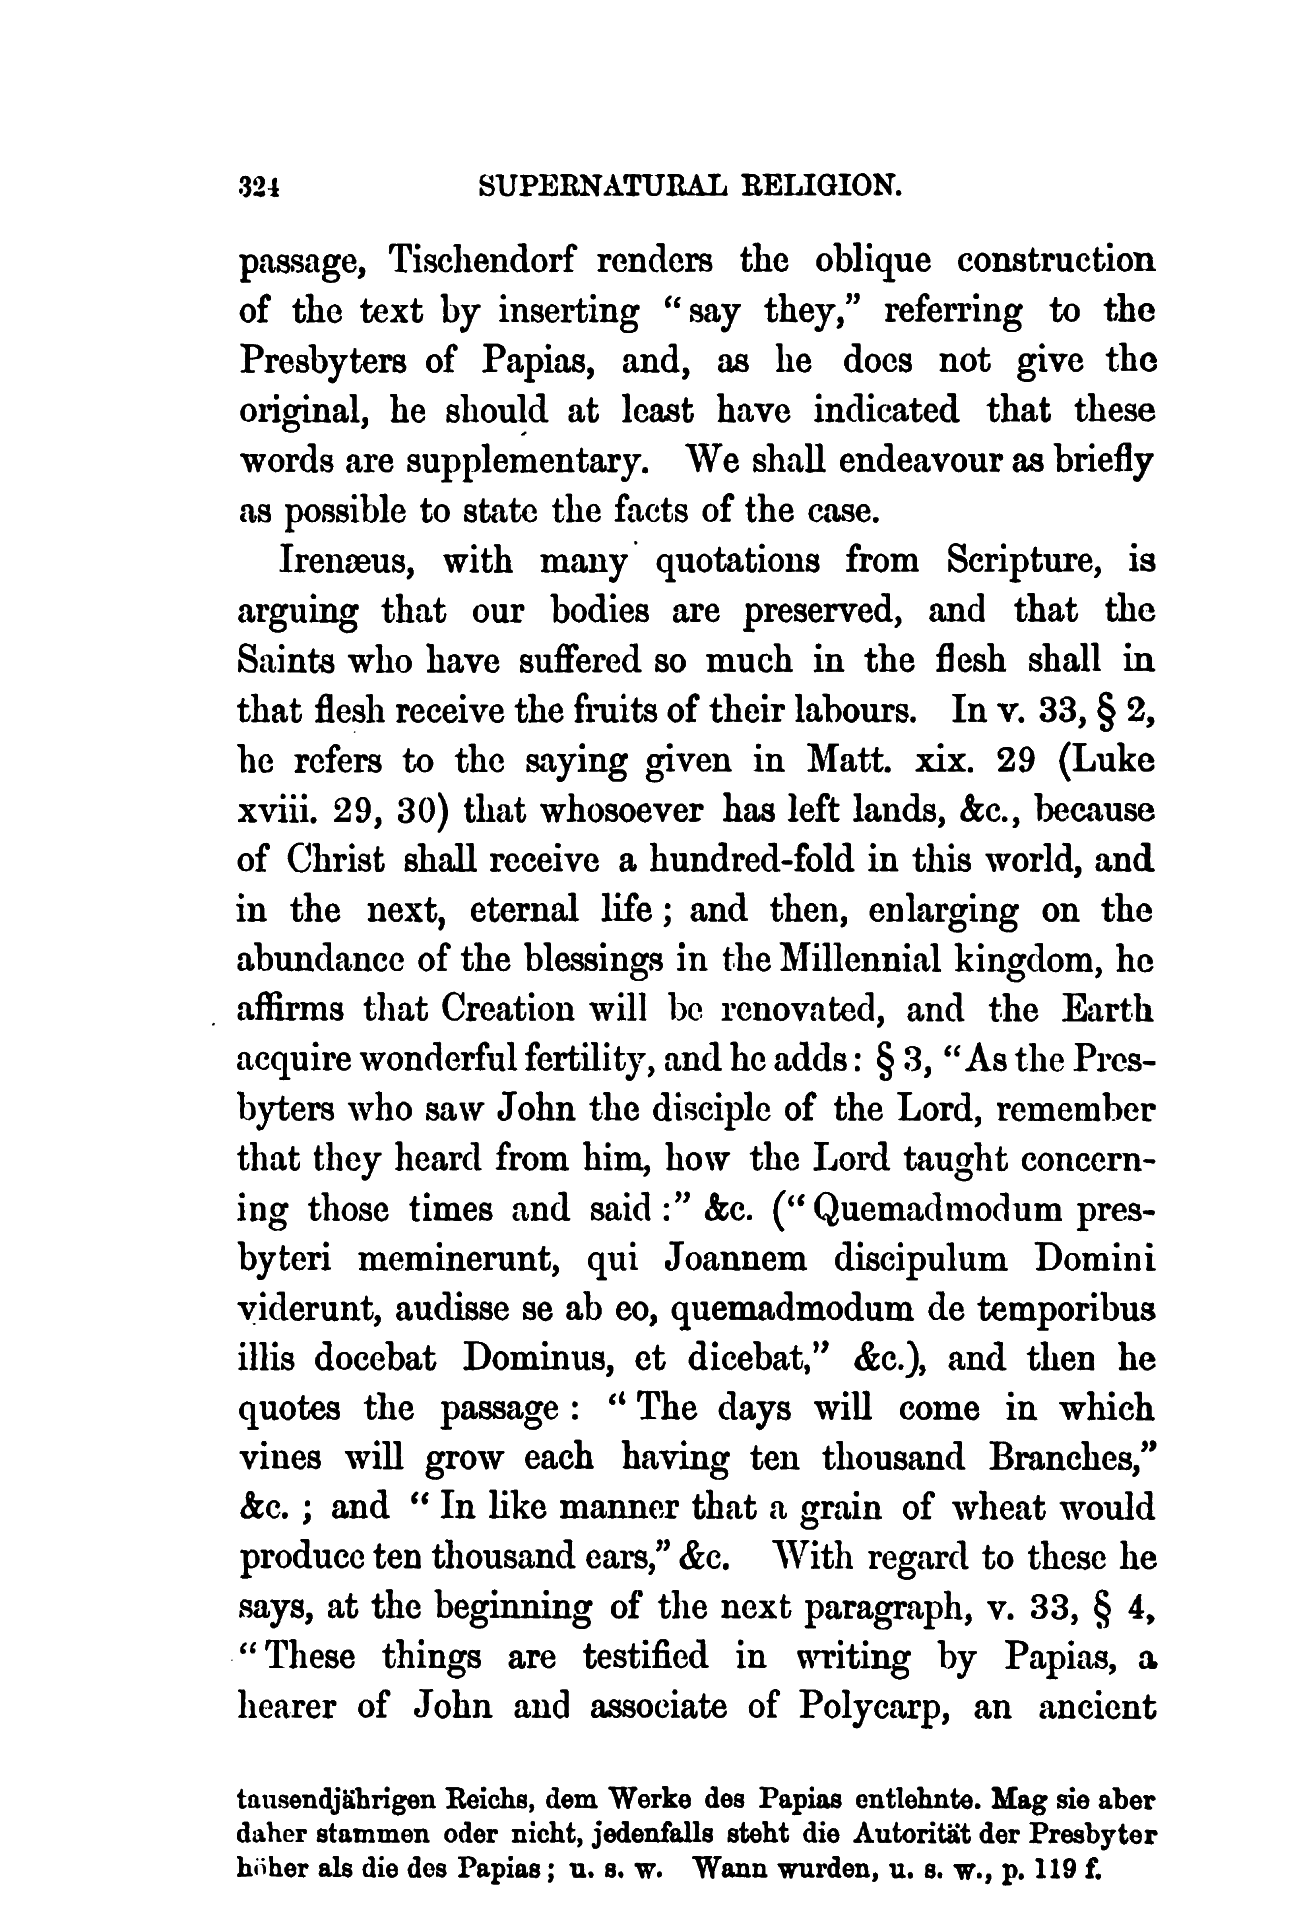 324 SUPERNATURAL RELIGION.
passage, Tischendorf renders the oblique construction
of the text by inserting “say they,” referring to the
Presbyters of Papias, and, as he does not give the
original, he should at least have indicated that these
words are supplementary. We shall endeavour as briefly
as possible to state the facts of the case.
Irenæus, with many quotations from Scripture, is
arguing that our bodies are preserved, and that the
Saints who have suffered so much in the flesh shall in
that flesh receive the fruits of their labours. In v. 33, § 2,
he refers to the saying given in Matt. xix. 29 (Luke
xviii. 29, 30) that whosoever has left lands, &c., because
of Christ shall receive a hundred-fold in this world, and
in the next, eternal life ; and then, enlarging on the
abundance of the blessings in the Millennial kingdom, he
affirms that Creation will be renovated, and the Earth
acquire wonderful fertility, and he adds : § 3, “As the Pres-
byters who saw John the disciple of the Lord, remember
that they heard from him, how the Lord taught concern-
ing those times and said :” &c. (“Quemadmodum pres-
byteri meminerunt, qui Joannem discipulum Domini
viderunt, audisse se ab eo, quemadmodum de temporibus
illis docebat Dominus, et dicebat,” &c.), and then he
quotes the passage : “The days will come in which
vines will grow each having ten thousand Branches,”
&c. ; and “In like manner that a grain of wheat would
produce ten thousand ears,” &c. With regard to these he
says, at the beginning of the next paragraph, v. 33, § 4,
“These things are testified in writing by Papias, a
hearer of John and associate of Polycarp, an ancient
tausendjährigen Reichs, dem Werke des Papias entlehnte. Mag sie aber
daher stammen oder nicht, jedenfalls steht die Autorität der Presbyter
höher als die des Papias ; u. s. w. Wann wurden, u. s. w., p. 119 f.